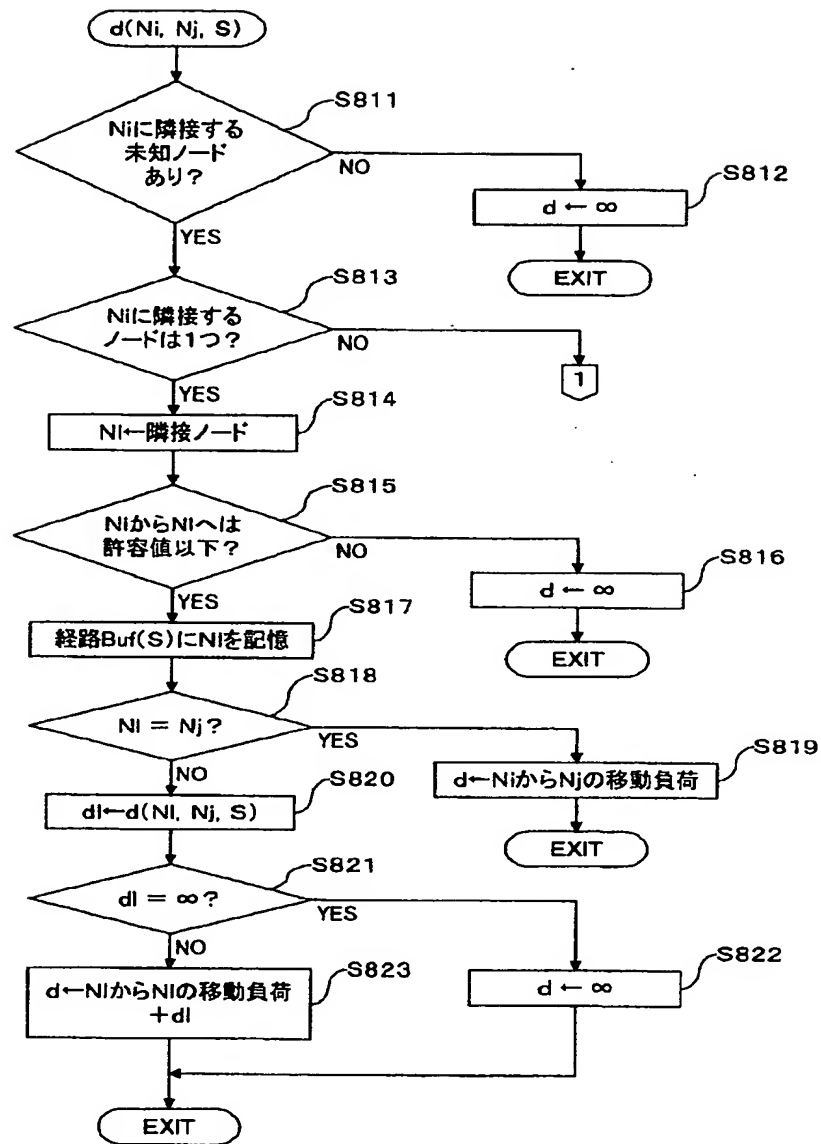 d(Ni, Nj, S)
S811
Niに隣接する
未知ノード
あり?
NO
S812
d ← ∞
EXIT
YES
S813
Niに隣接する
ノードは1つ?
NO
1
YES
S814
Nl←隣接ノード
S815
NiからNlへは
許容値以下?
NO
S816
d ← ∞
EXIT
YES
S817
経路Buf(S)にNlを記憶
S818
Nl = Nj?
YES
S819
d←NiからNjの移動負荷
EXIT
NO
S820
dl←d(Nl, Nj, S)
S821
dl = ∞?
YES
S822
d ← ∞
NO
S823
d←NiからNlの移動負荷
+dl
EXIT